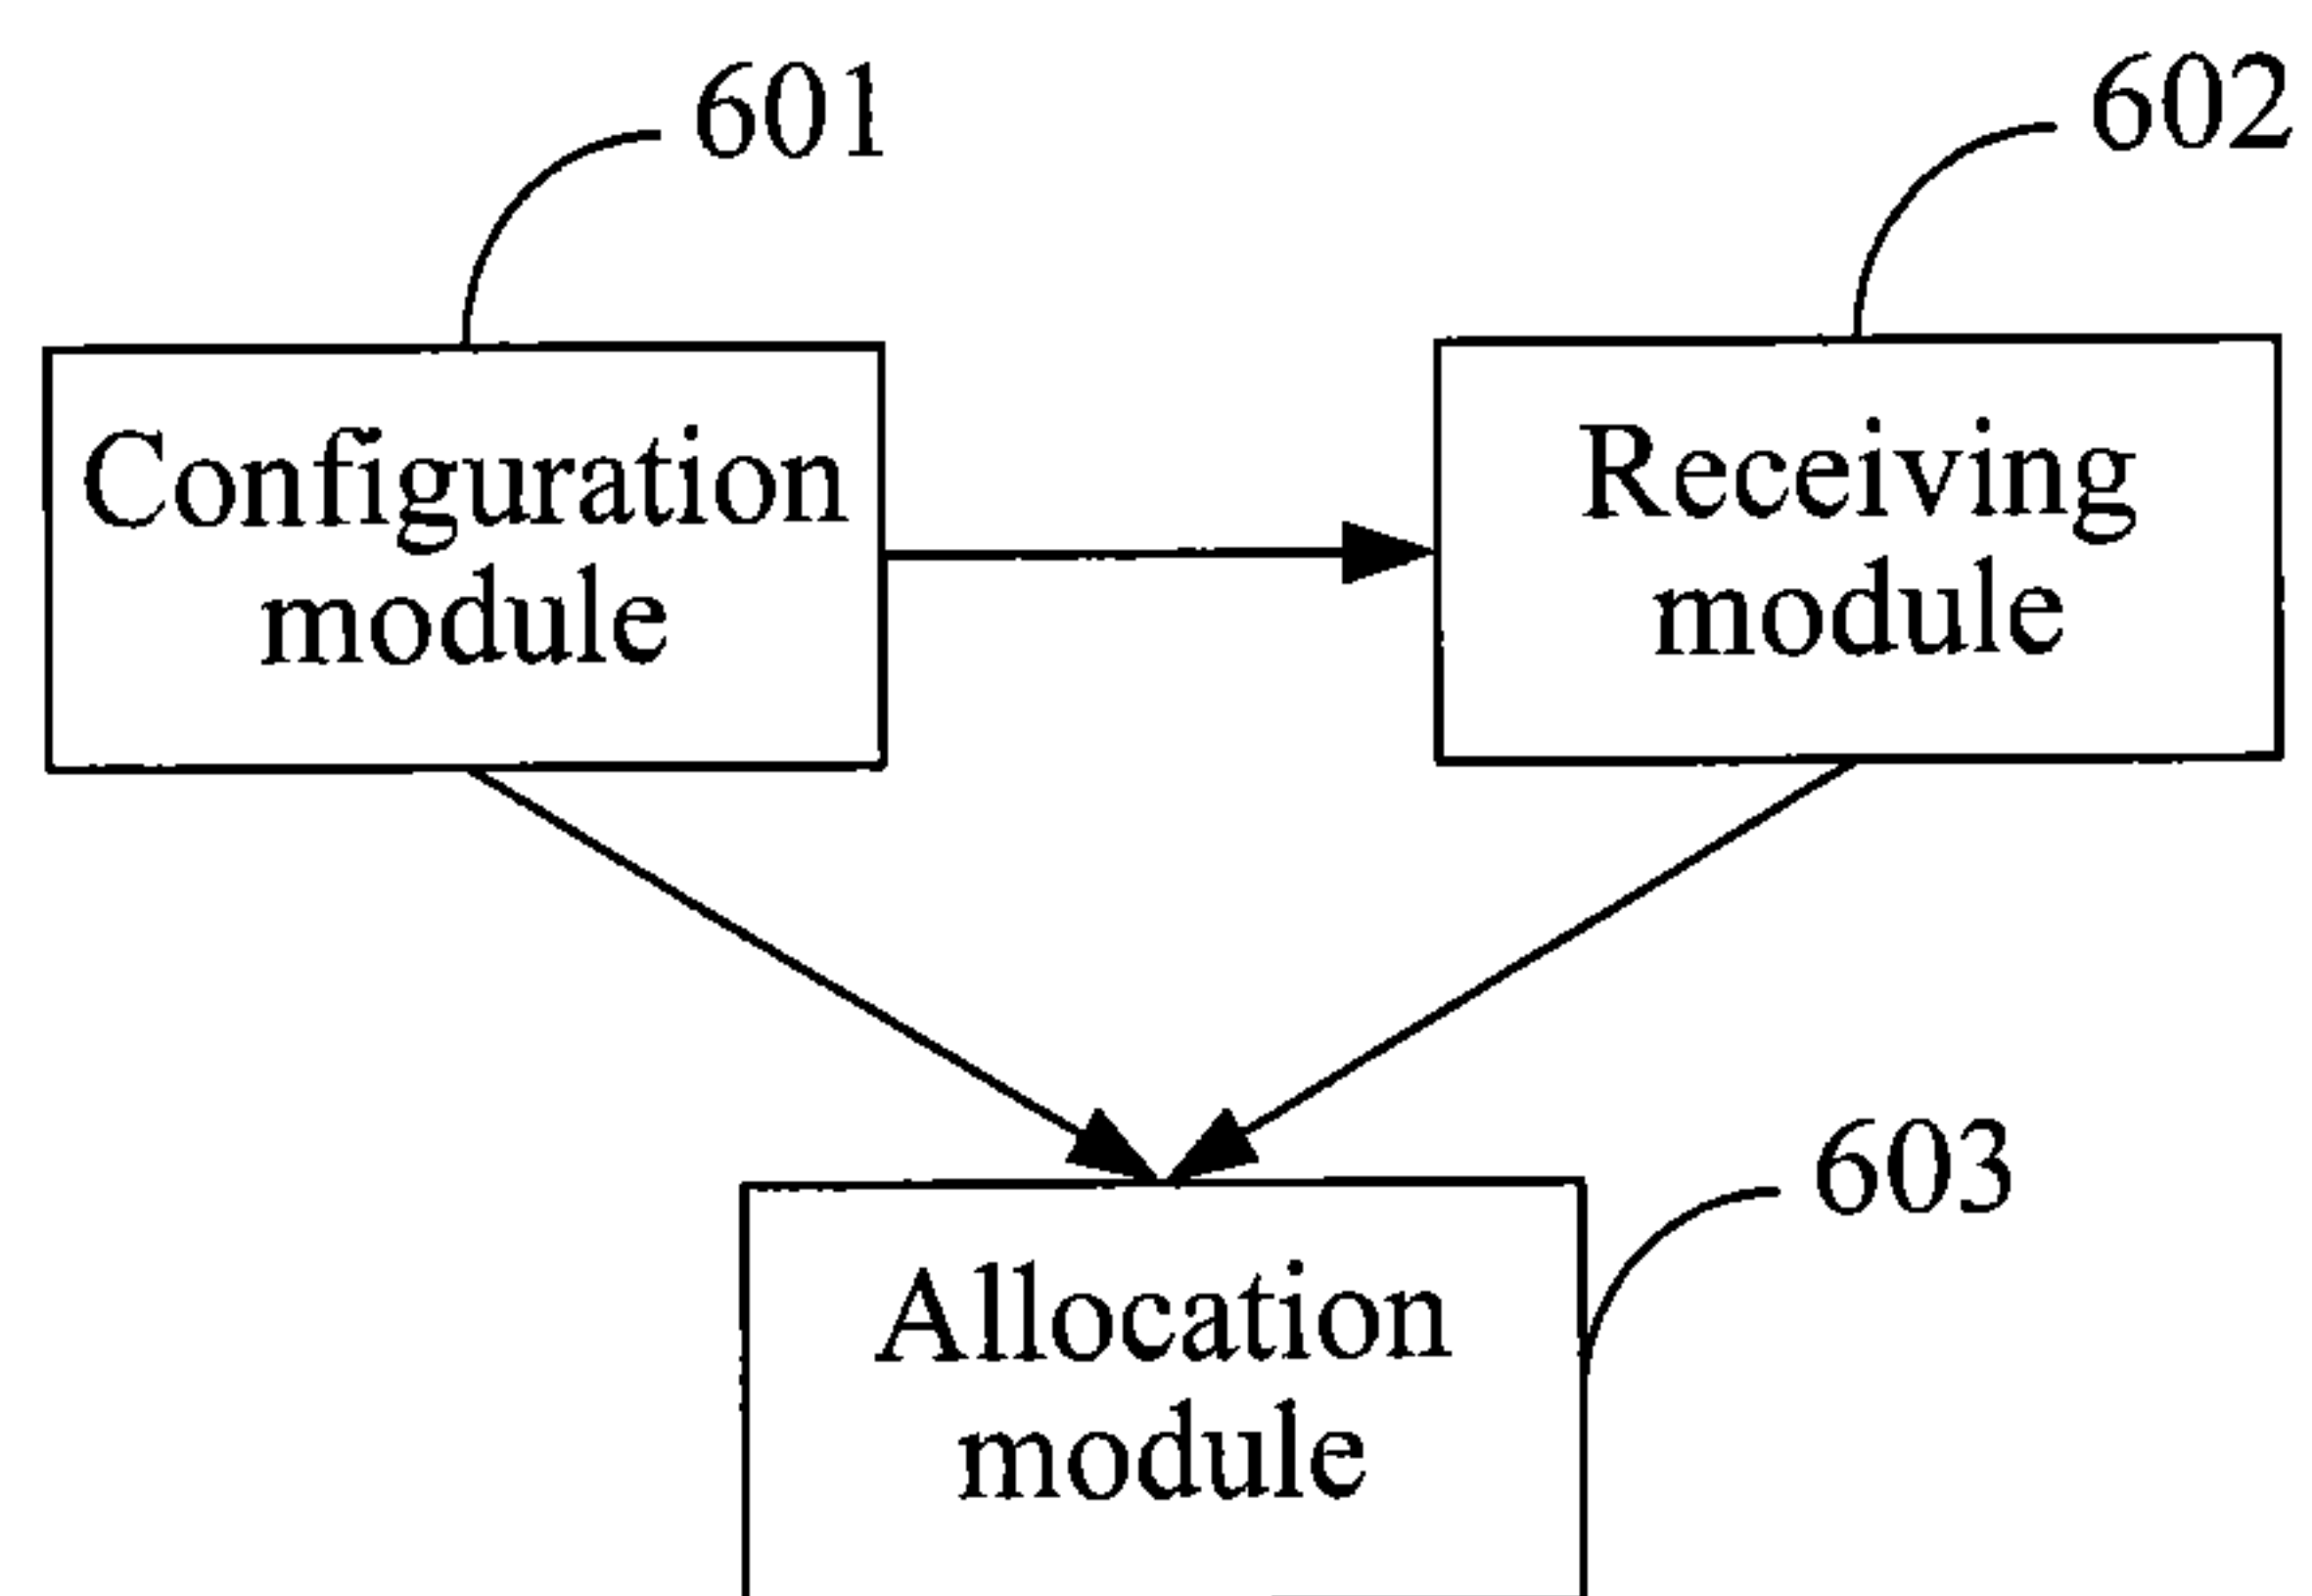 601
602
Configuration
module
Receiving
module
603
Allocation
module